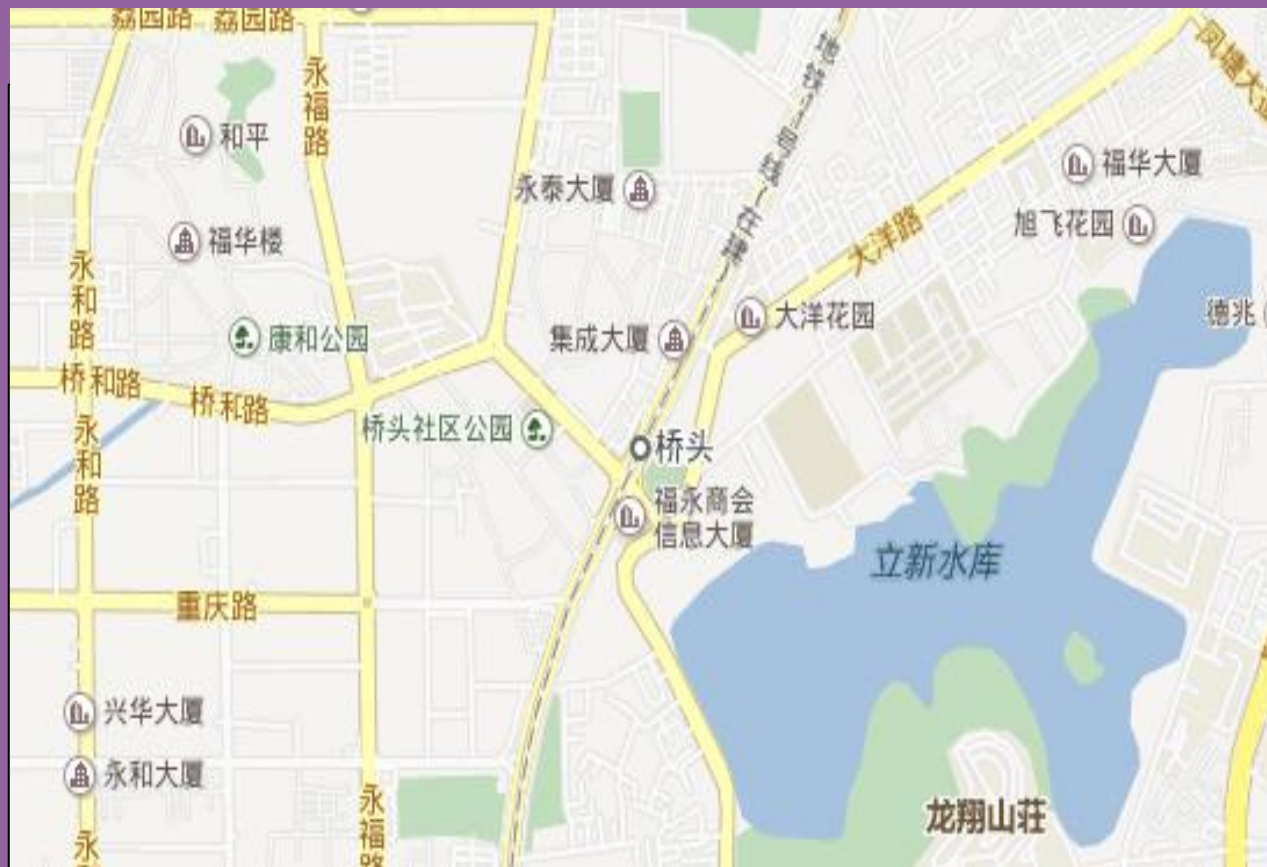 荔园路
荔园路
永福路
地铁11号线(在建)
凤塘大道
和平
福华大厦
永泰大厦
旭飞花园
福华楼
大洋路
永和路
大洋花园
德兆
集成大厦
康和公园
桥和路
桥和路
桥头社区公园
桥头
永和路
福永商会
信息大厦
立新水库
重庆路
兴华大厦
永和大厦
龙翔山荘
永福路
永和